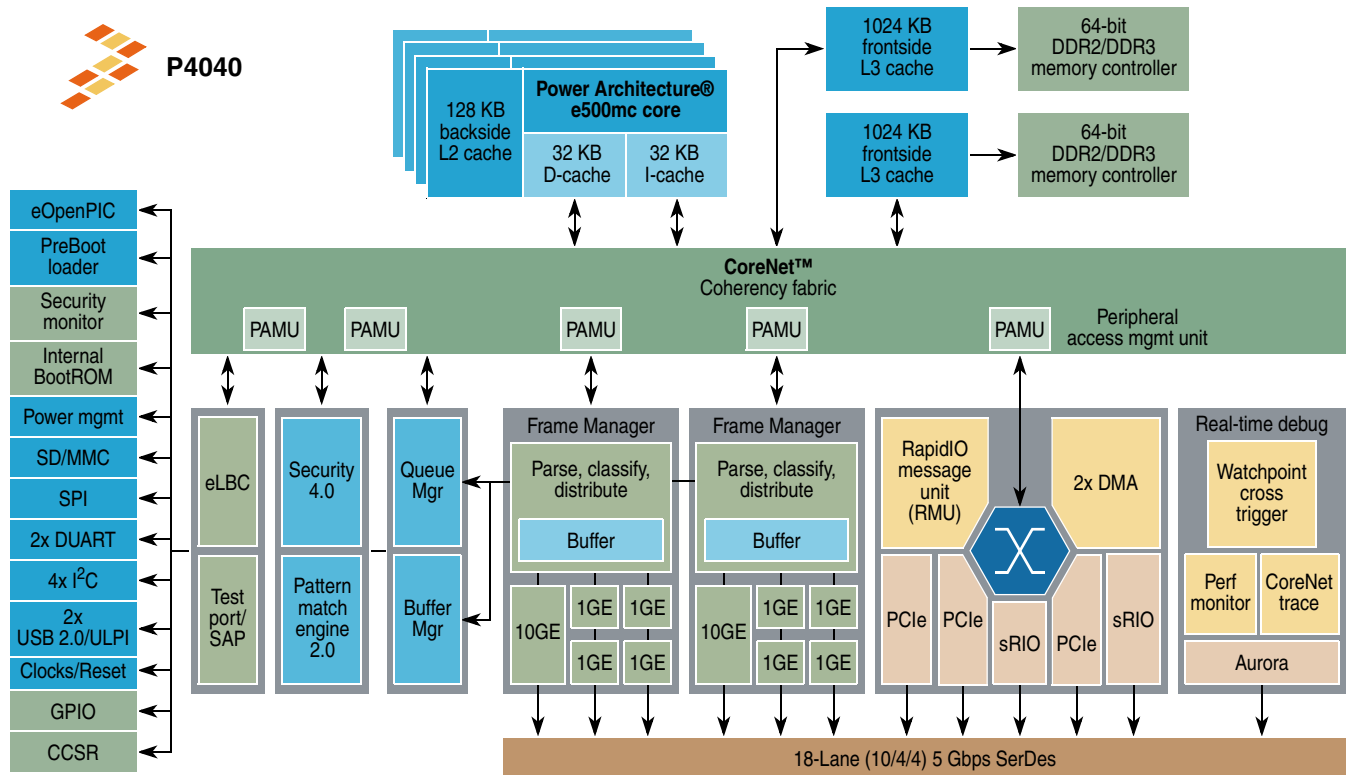 P4040
128 KB
backside
L2 cache
Power Architecture®
e500mc core
32 KB
D-cache
32 KB
I-cache
1024 KB
frontside
L3 cache
64-bit
DDR2/DDR3
memory controller
1024 KB
frontside
L3 cache
64-bit
DDR2/DDR3
memory controller
eOpenPIC
PreBoot
loader
Security
monitor
Internal
BootROM
Power mgmt
SD/MMC
SPI
2x DUART
4x I²C
2x
USB 2.0/ULPI
Clocks/Reset
GPIO
CCSR
CoreNet™
Coherency fabric
PAMU
PAMU
PAMU
PAMU
PAMU
Peripheral
access mgmt unit
eLBC
Test
port/
SAP
Security
4.0
Pattern
match
engine
2.0
Queue
Mgr
Buffer
Mgr
Frame Manager
Parse, classify,
distribute
Buffer
10GE
1GE
1GE
1GE
1GE
Frame Manager
Parse, classify,
distribute
Buffer
10GE
1GE
1GE
1GE
1GE
RapidIO
message
unit
(RMU)
2x DMA
PCIe
PCIe
sRIO
PCIe
sRIO
Real-time debug
Watchpoint
cross
trigger
Perf
monitor
CoreNet
trace
Aurora
18-Lane (10/4/4) 5 Gbps SerDes